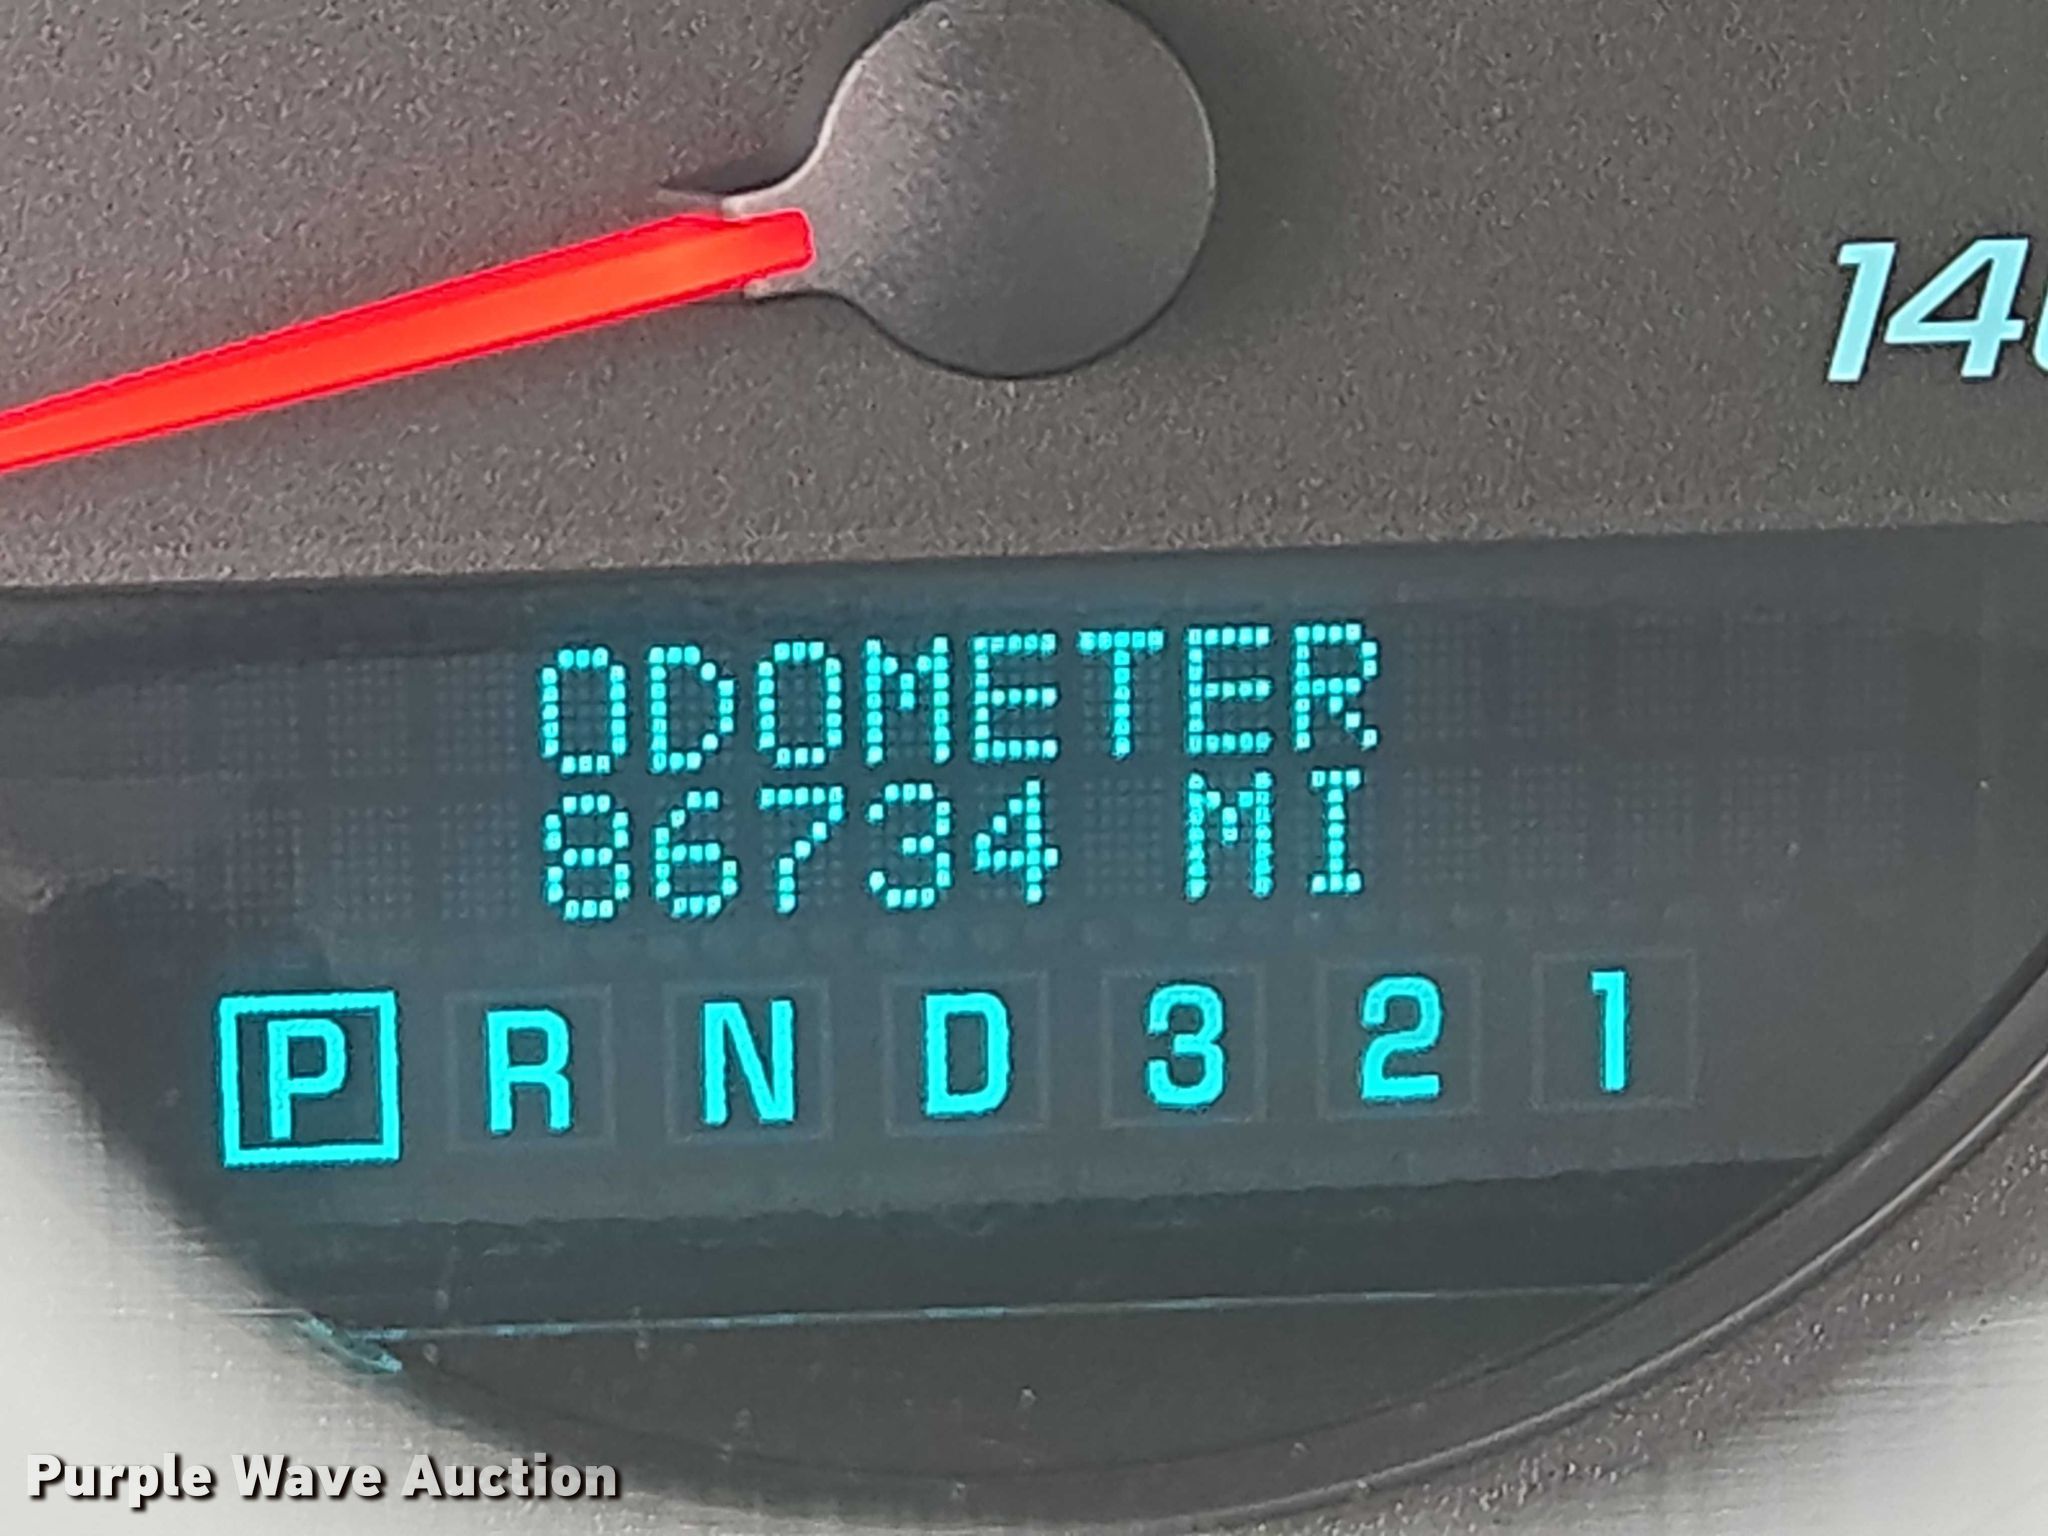 ODOMETER
86734 MI
P R N D 3 2 1
Purple Wave Auction